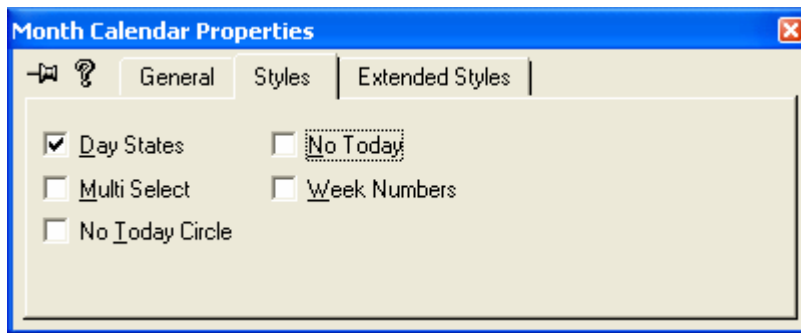 Month Calendar Properties
General Styles Extended Styles
Day States No Today
Multi Select Week Numbers
No Today Circle